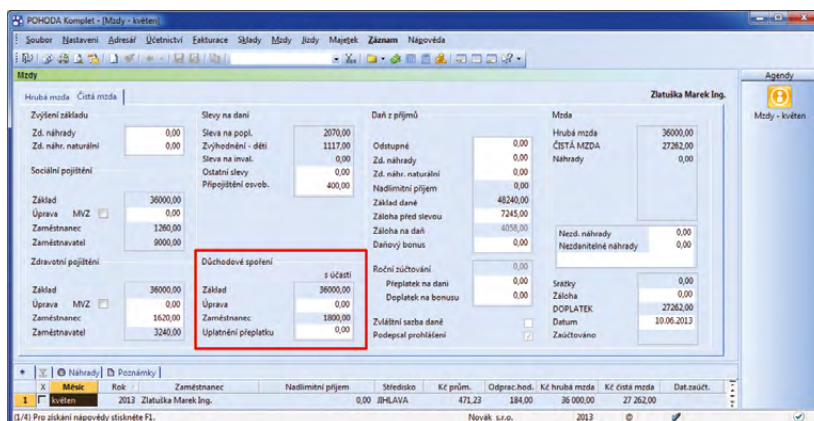 POHODA Komplet - [Mzdy - květen]
Soubor Nastavení Adresář Účetnictví Fakturace Sklady Mzdy Jízdy Majetek Záznam Nápověda
Mzdy
Agendy
Hrubá mzda Čistá mzda
Zlatuška Marek Ing.
Mzdy - květen
Zvýšení základu
Zd. náhrady 0,00
Zd. náhr. naturální 0,00
Sociální pojištění
Základ 36000,00
Úprava MVZ 0,00
Zaměstnanec 1260,00
Zaměstnavatel 9000,00
Zdravotní pojištění
Základ 36000,00
Úprava MVZ 0,00
Zaměstnanec 1620,00
Zaměstnavatel 3240,00
Slevy na dani
Sleva na popl. 2070,00
Zvýhodnění - děti 1117,00
Sleva na inval. 0,00
Ostatní slevy 0,00
Připojištění osvob. 400,00
Důchodové spoření
s účastí
Základ 36000,00
Úprava 0,00
Zaměstnanec 1800,00
Uplatnění přeplatku 0,00
Daň z příjmů
Odstupné 0,00
Zd. náhrady 0,00
Zd. náhr. naturální 0,00
Nadlimitní příjem 0,00
Základ daně 48240,00
Záloha před slevou 7245,00
Záloha na daň 4058,00
Daňový bonus 0,00
Roční zúčtování 0,00
Přeplatek na dani 0,00
Doplatek na bonusu 0,00
Zvláštní sazba daně
Podepsal prohlášení
Mzda
Hrubá mzda 36000,00
ČISTÁ MZDA 27262,00
Náhrady 0,00
Nezd. náhrady 0,00
Nezdanitelné náhrady 0,00
Srážky 0,00
Záloha 0,00
DOPLATEK 27262,00
Datum 10.06.2013
Zaúčtováno
Náhrady Poznámky
X Měsíc Rok Zaměstnanec Nadlimitní příjem Středisko Kč prům. Odprac.hod. Kč hrubá mzda Kč čistá mzda Dat.zaúčt.
1 květen 2013 Zlatuška Marek Ing. 0,00 JIHLAVA 471,23 184,00 36 000,00 27 262,00
(1/4) Pro získání nápovědy stiskněte F1. Novák s.r.o. 2013 @